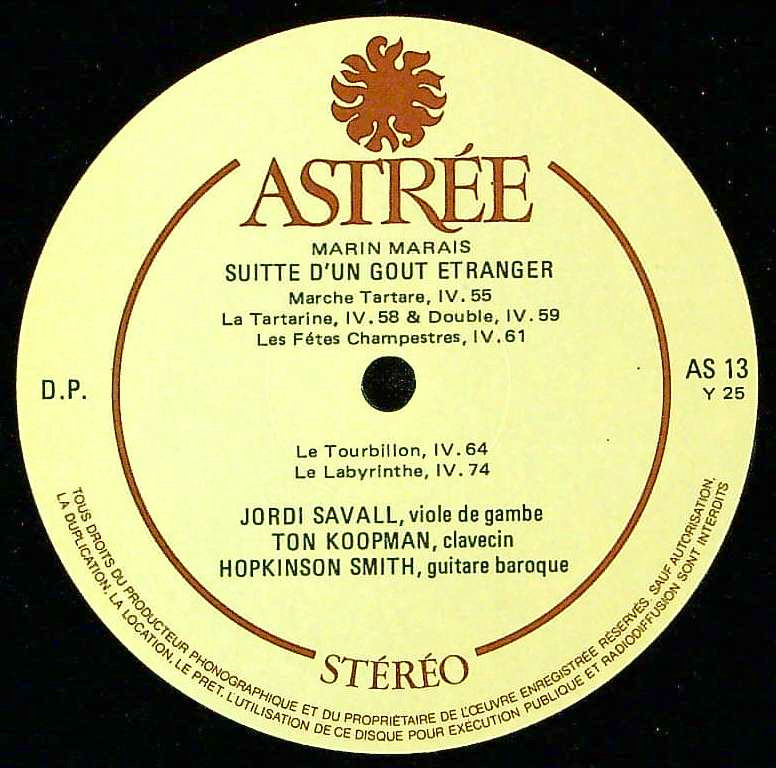 ASTRÉE
MARIN MARAIS
SUITTE D'UN GOUT ETRANGER
Marche Tartare, IV. 55
La Tartarine, IV. 58 & Double, IV. 59
Les Fétes Champestres, IV. 61
D.P.
AS 13
Y 25
Le Tourbillon, IV. 64
Le Labyrinthe, IV. 74
JORDI SAVALL, viole de gambe
TON KOOPMAN, clavecin
HOPKINSON SMITH, guitare baroque
STÉRÉO
TOUS DROITS DU PRODUCTEUR PHONOGRAPHIQUE ET DU PROPRIÉTAIRE DE L'ŒUVRE ENREGISTRÉE RÉSERVÉS. SAUF AUTORISATION,
LA DUPLICATION, LA LOCATION, LE PRET, L'UTILISATION DE CE DISQUE POUR EXÉCUTION PUBLIQUE ET RADIODIFFUSION SONT INTERDITS